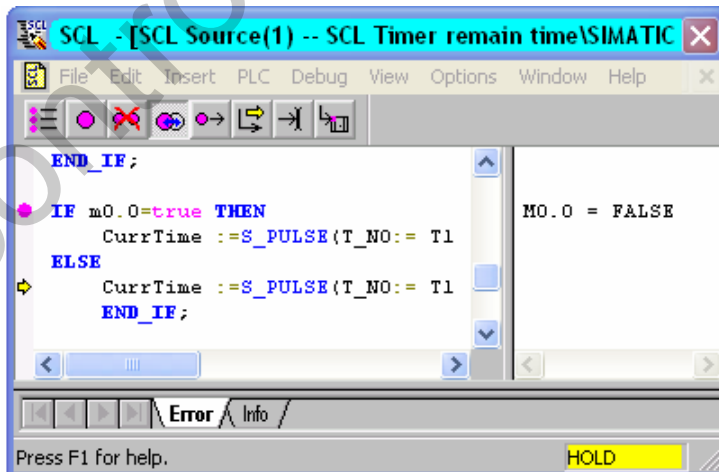 SCL - [SCL Source(1) -- SCL Timer remain time\SIMATIC
File Edit Insert PLC Debug View Options Window Help
END_IF;
IF m0.0=true THEN
M0.0 = FALSE
CurrTime :=S_PULSE(T_NO:= T1
ELSE
CurrTime :=S_PULSE(T_NO:= T1
END_IF;
Error
Info
Press F1 for help.
HOLD